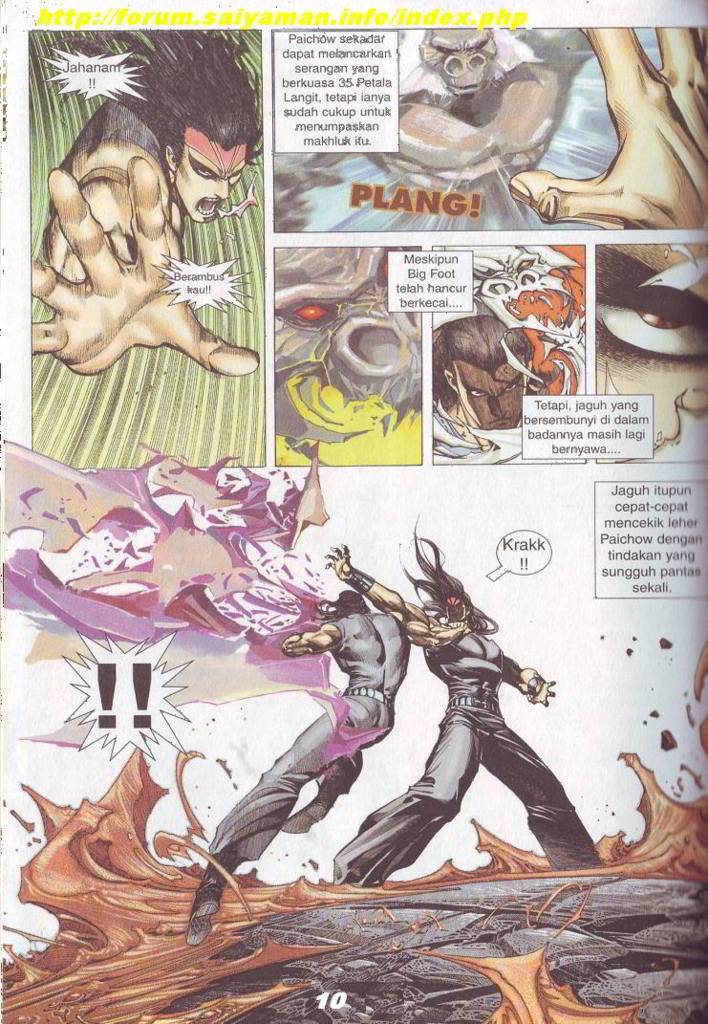 http://forum.saiyaman.info/index.php
Jahanam
!!
Berambus
kau!!
Paichow sekadar
dapat melancarkan
serangan yang
berkuasa 35 Petala
Langit, tetapi ianya
sudah cukup untuk
menumpaskan
makhluk itu.
PLANG!
Meskipun
Big Foot
telah hancur
berkecai....
Tetapi, jaguh yang
bersembunyi di dalam
badannya masih lagi
bernyawa....
Jaguh itupun
cepat-cepat
mencekik leher
Paichow dengan
tindakan yang
sungguh pantas
sekali.
Krakk
!!
!!
10